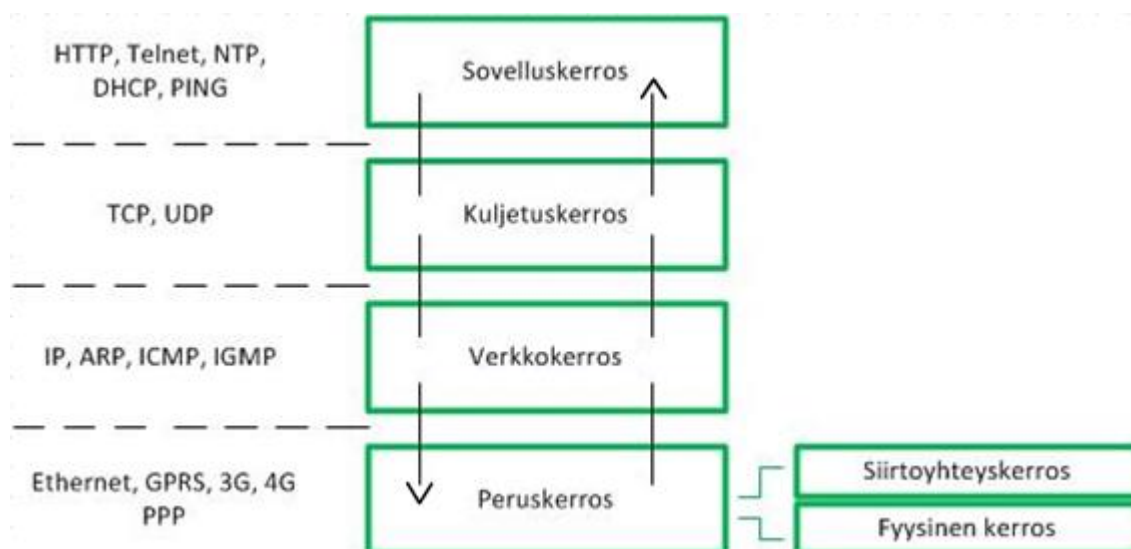 HTTP, Telnet, NTP,
DHCP, PING
Sovelluskerros
TCP, UDP
Kuljetuskerros
IP, ARP, ICMP, IGMP
Verkkokerros
Ethernet, GPRS, 3G, 4G
PPP
Peruskerros
Siirtoyhteyskerros
Fyysinen kerros